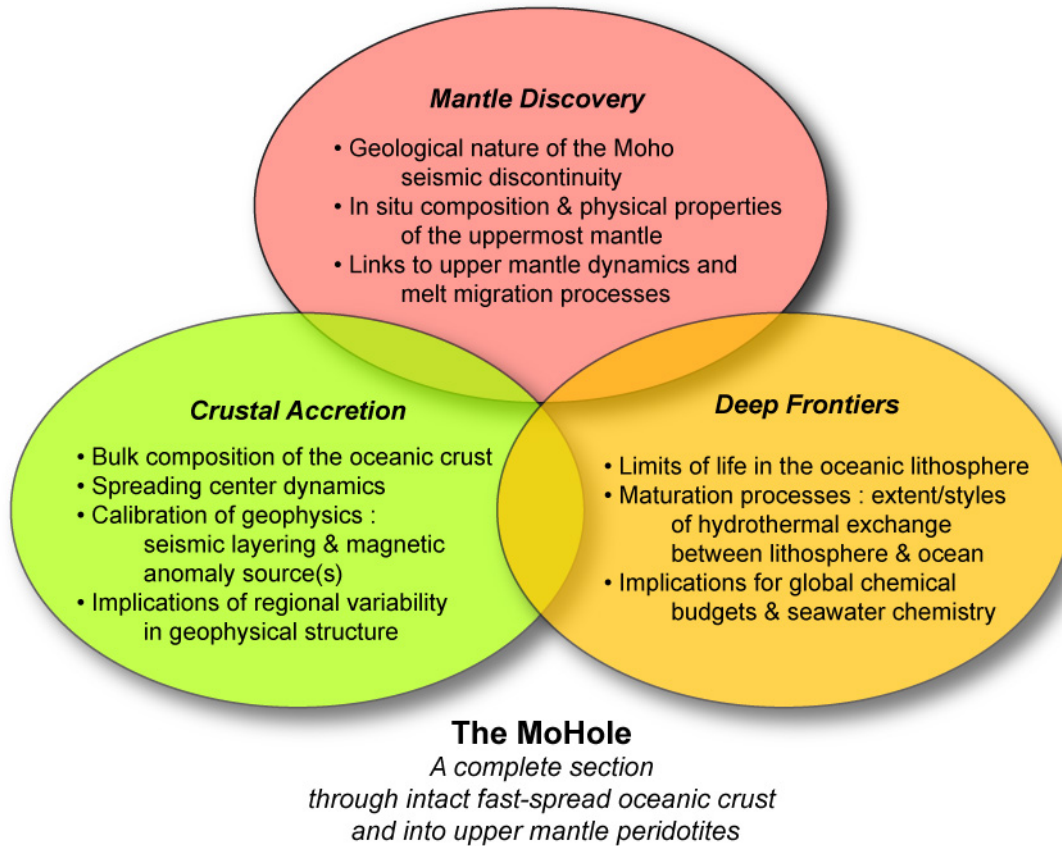 Mantle Discovery
• Geological nature of the Moho
seismic discontinuity
• In situ composition & physical properties
of the uppermost mantle
• Links to upper mantle dynamics and
melt migration processes
Crustal Accretion
• Bulk composition of the oceanic crust
• Spreading center dynamics
• Calibration of geophysics :
seismic layering & magnetic
anomaly source(s)
• Implications of regional variability
in geophysical structure
Deep Frontiers
• Limits of life in the oceanic lithosphere
• Maturation processes : extent/styles
of hydrothermal exchange
between lithosphere & ocean
• Implications for global chemical
budgets & seawater chemistry
The MoHole
A complete section
through intact fast-spread oceanic crust
and into upper mantle peridotites